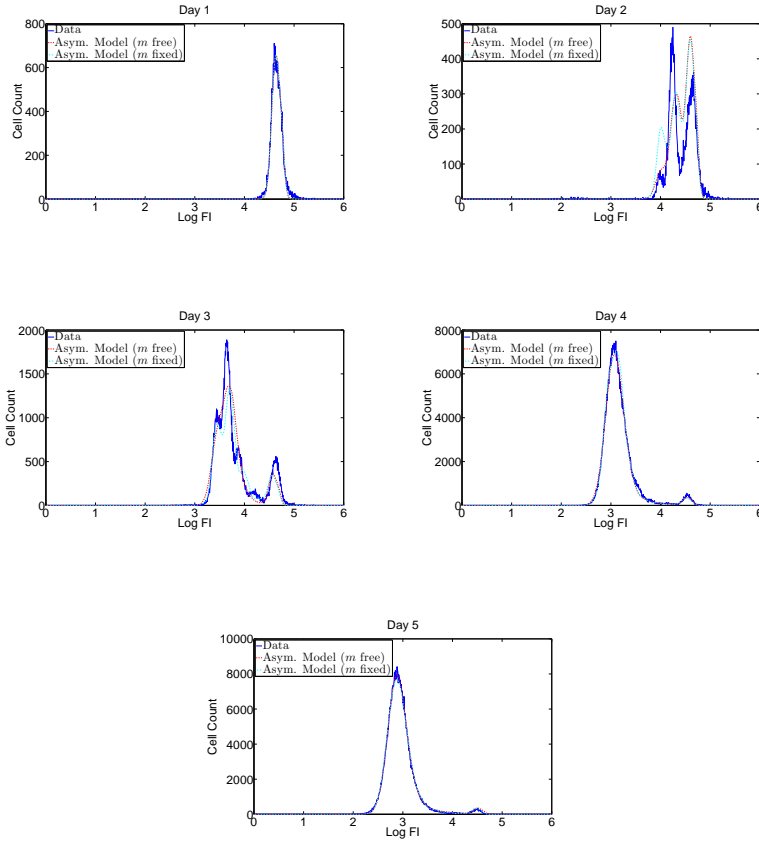 Day 1
Cell Count
800
600
400
200
0
Data
Asym. Model (m free)
Asym. Model (m fixed)
0 1 2 3 4 5 6
Log FI
Day 2
Cell Count
500
400
300
200
100
0
Data
Asym. Model (m free)
Asym. Model (m fixed)
0 1 2 3 4 5 6
Log FI
Day 3
Cell Count
2000
1500
1000
500
0
Data
Asym. Model (m free)
Asym. Model (m fixed)
0 1 2 3 4 5 6
Log FI
Day 4
Cell Count
8000
6000
4000
2000
0
Data
Asym. Model (m free)
Asym. Model (m fixed)
0 1 2 3 4 5 6
Log FI
Day 5
Cell Count
10000
8000
6000
4000
2000
0
Data
Asym. Model (m free)
Asym. Model (m fixed)
0 1 2 3 4 5 6
Log FI